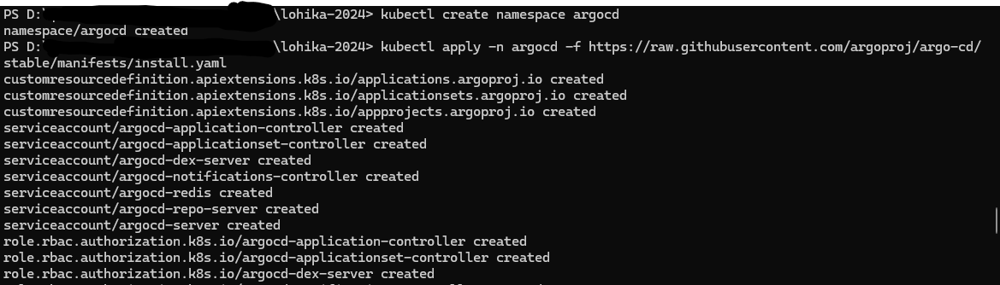 PS D:\ \lohika-2024> kubectl create namespace argocd
namespace/argocd created
PS D: \lohika-2024> kubectl apply -n argocd -f https://raw.githubusercontent.com/argoproj/argo-cd/
stable/manifests/install.yaml
customresourcedefinition.apiextensions.k8s.io/applications.argoproj.io created
customresourcedefinition.apiextensions.k8s.io/applicationsets.argoproj.io created
customresourcedefinition.apiextensions.k8s.io/appprojects.argoproj.io created
serviceaccount/argocd-application-controller created
serviceaccount/argocd-applicationset-controller created
serviceaccount/argocd-dex-server created
serviceaccount/argocd-notifications-controller created
serviceaccount/argocd-redis created
serviceaccount/argocd-repo-server created
serviceaccount/argocd-server created
role.rbac.authorization.k8s.io/argocd-application-controller created
role.rbac.authorization.k8s.io/argocd-applicationset-controller created
role.rbac.authorization.k8s.io/argocd-dex-server created